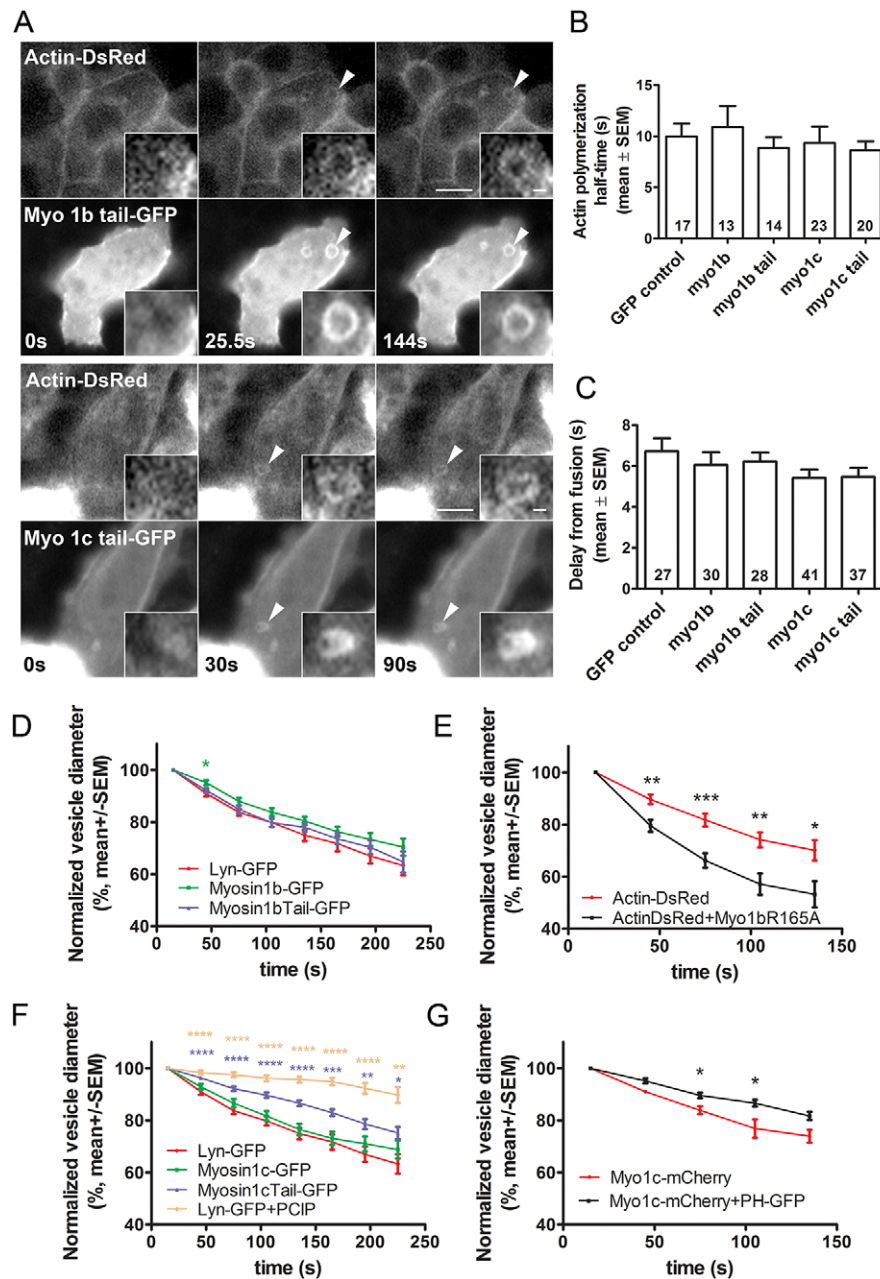 A
Actin-DsRed
Myo 1b tail-GFP
0s
25.5s
144s
Actin-DsRed
Myo 1c tail-GFP
0s
30s
90s
B
Actin polymerization
half-time (s)
(mean ± SEM)
15
10
5
0
17
13
14
23
20
GFP control
myo1b
myo1b tail
myo1c
myo1c tail
C
Delay from fusion (s)
(mean ± SEM)
8
6
4
2
0
27
30
28
41
37
GFP control
myo1b
myo1b tail
myo1c
myo1c tail
D
Normalized vesicle diameter
(%, mean+/-SEM)
100
80
60
40
*
Lyn-GFP
Myosin1b-GFP
Myosin1bTail-GFP
0 50 100 150 200 250
time (s)
E
Normalized vesicle diameter
(%, mean+/-SEM)
100
80
60
40
** *** ** *
Actin-DsRed
ActinDsRed+Myo1bR165A
0 50 100 150
time (s)
F
Normalized vesicle diameter
(%, mean+/-SEM)
100
80
60
40
**** **** **** **** **** **** **
**** **** **** **** *** ** *
Lyn-GFP
Myosin1c-GFP
Myosin1cTail-GFP
Lyn-GFP+PCIP
0 50 100 150 200 250
time (s)
G
Normalized vesicle diameter
(%, mean+/-SEM)
100
80
60
40
* *
Myo1c-mCherry
Myo1c-mCherry+PH-GFP
0 50 100 150
time (s)